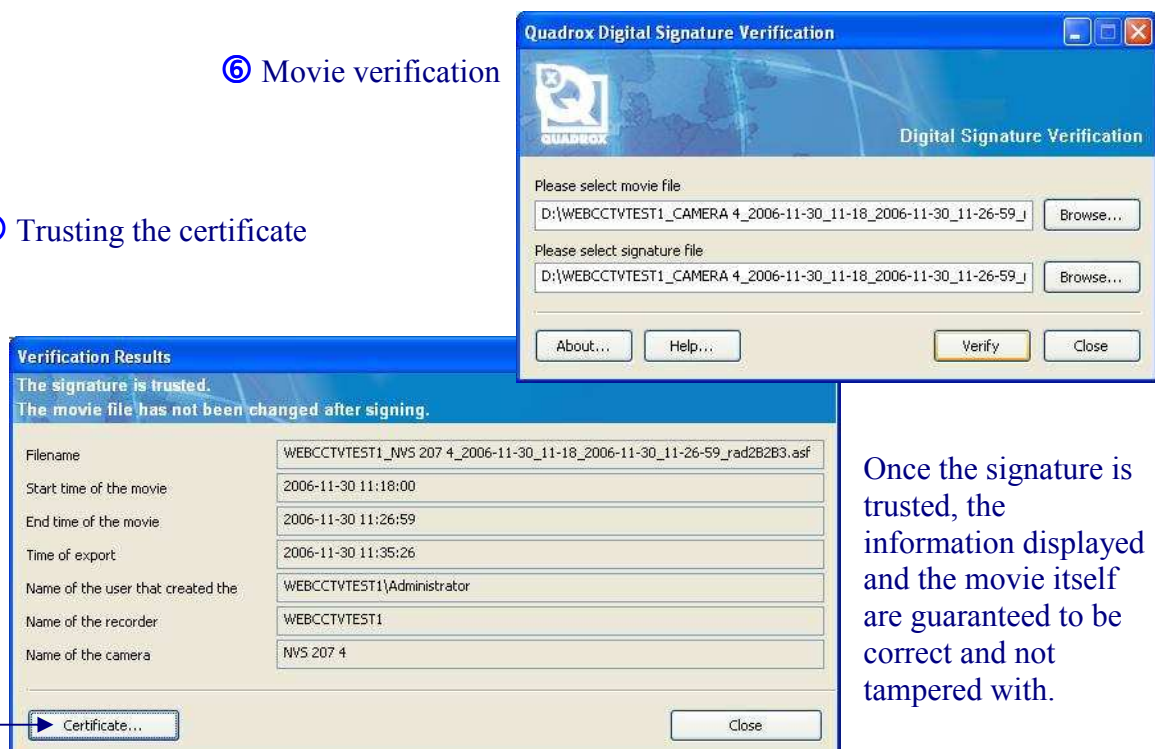 ⑥ Movie verification
Trusting the certificate
Quadrox Digital Signature Verification
QUADROX
Digital Signature Verification
Please select movie file
D:\WEBCCTVTEST1_CAMERA 4_2006-11-30_11-18_2006-11-30_11-26-59_
Browse...
Please select signature file
D:\WEBCCTVTEST1_CAMERA 4_2006-11-30_11-18_2006-11-30_11-26-59_
Browse...
About...
Help...
Verify
Close
Verification Results
The signature is trusted.
The movie file has not been changed after signing.
Filename
WEBCCTVTEST1_NVS 207 4_2006-11-30_11-18_2006-11-30_11-26-59_rad2B2B3.asf
Start time of the movie
2006-11-30 11:18:00
End time of the movie
2006-11-30 11:26:59
Time of export
2006-11-30 11:35:26
Name of the user that created the
WEBCCTVTEST1\Administrator
Name of the recorder
WEBCCTVTEST1
Name of the camera
NVS 207 4
Certificate...
Close
Once the signature is
trusted, the
information displayed
and the movie itself
are guaranteed to be
correct and not
tampered with.